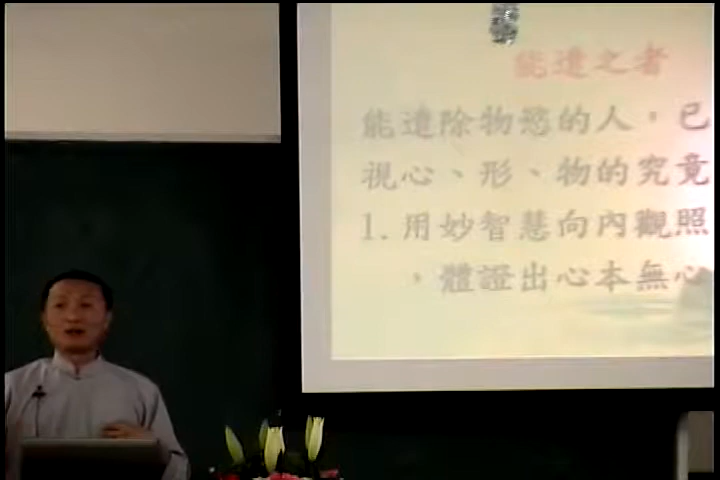 能遣之者
能遣除物慾的人，已
視心、形、物的究竟
1. 用妙智慧向內觀照
，體證出心本無心